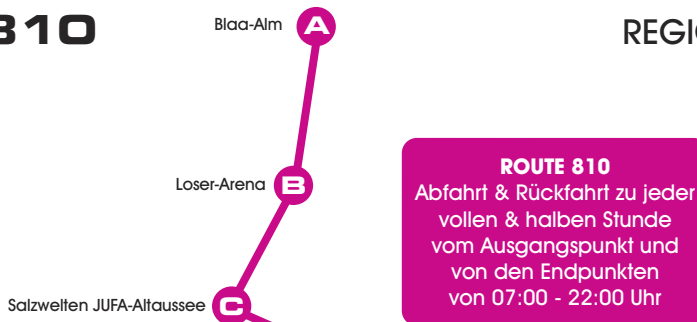 810
Blaa-Alm
A
Loser-Arena
B
ROUTE 810
Abfahrt & Rückfahrt zu jeder
vollen & halben Stunde
vom Ausgangspunkt und
von den Endpunkten
von 07:00 - 22:00 Uhr
Salzwelten JUFA-Altaussee
C